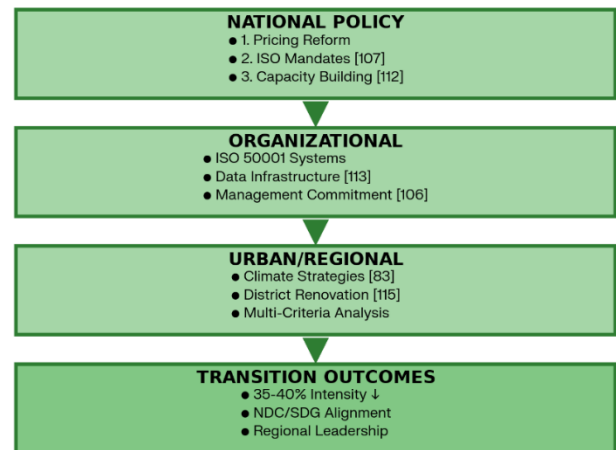 NATIONAL POLICY
● 1. Pricing Reform
● 2. ISO Mandates [107]
● 3. Capacity Building [112]
ORGANIZATIONAL
● ISO 50001 Systems
● Data Infrastructure [113]
● Management Commitment [106]
URBAN/REGIONAL
● Climate Strategies [83]
● District Renovation [115]
● Multi-Criteria Analysis
TRANSITION OUTCOMES
● 35-40% Intensity ↓
● NDC/SDG Alignment
● Regional Leadership